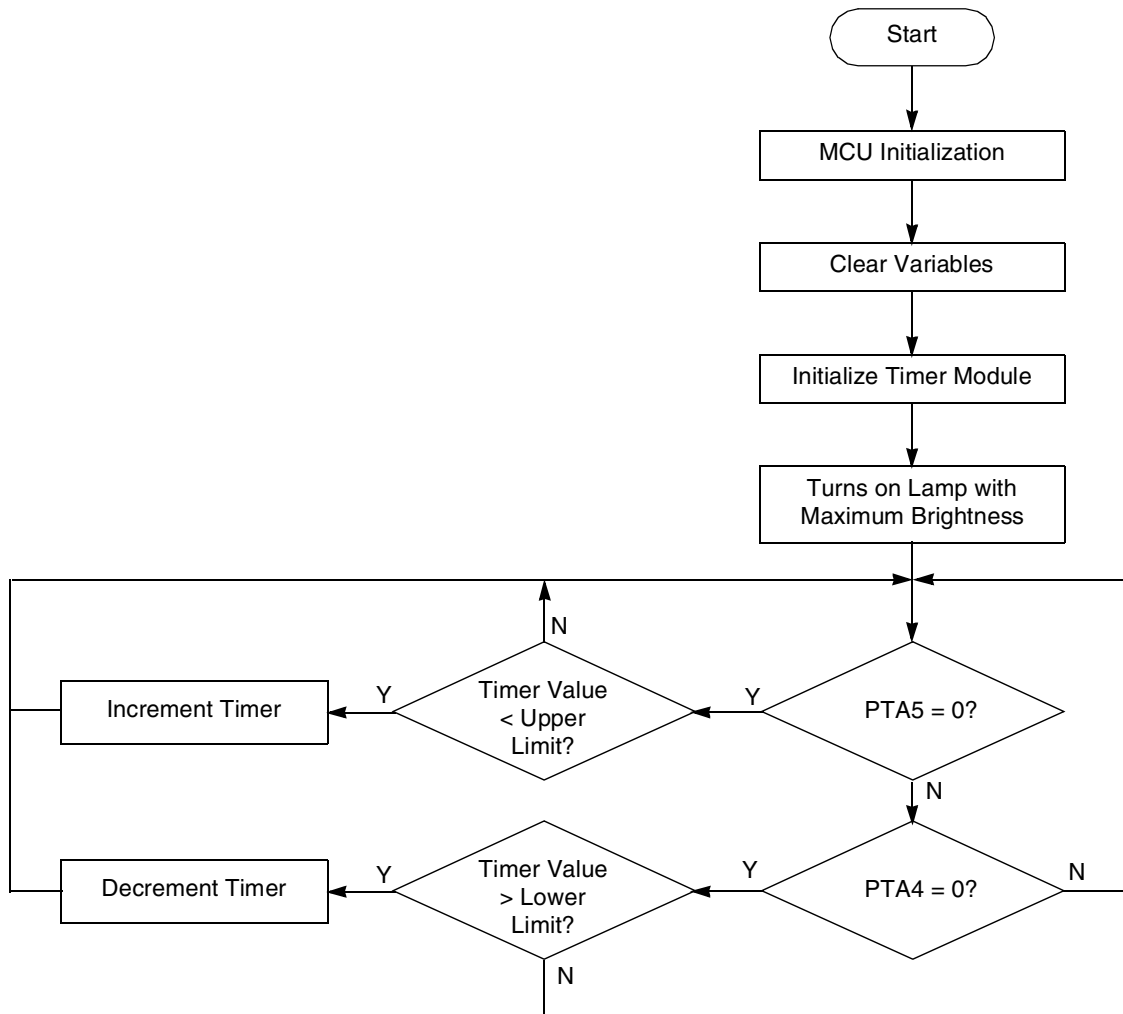 Start
MCU Initialization
Clear Variables
Initialize Timer Module
Turns on Lamp with
Maximum Brightness
N
Increment Timer
Y
Timer Value
< Upper
Limit?
Y
PTA5 = 0?
N
Decrement Timer
Y
Timer Value
> Lower
Limit?
Y
PTA4 = 0?
N
N